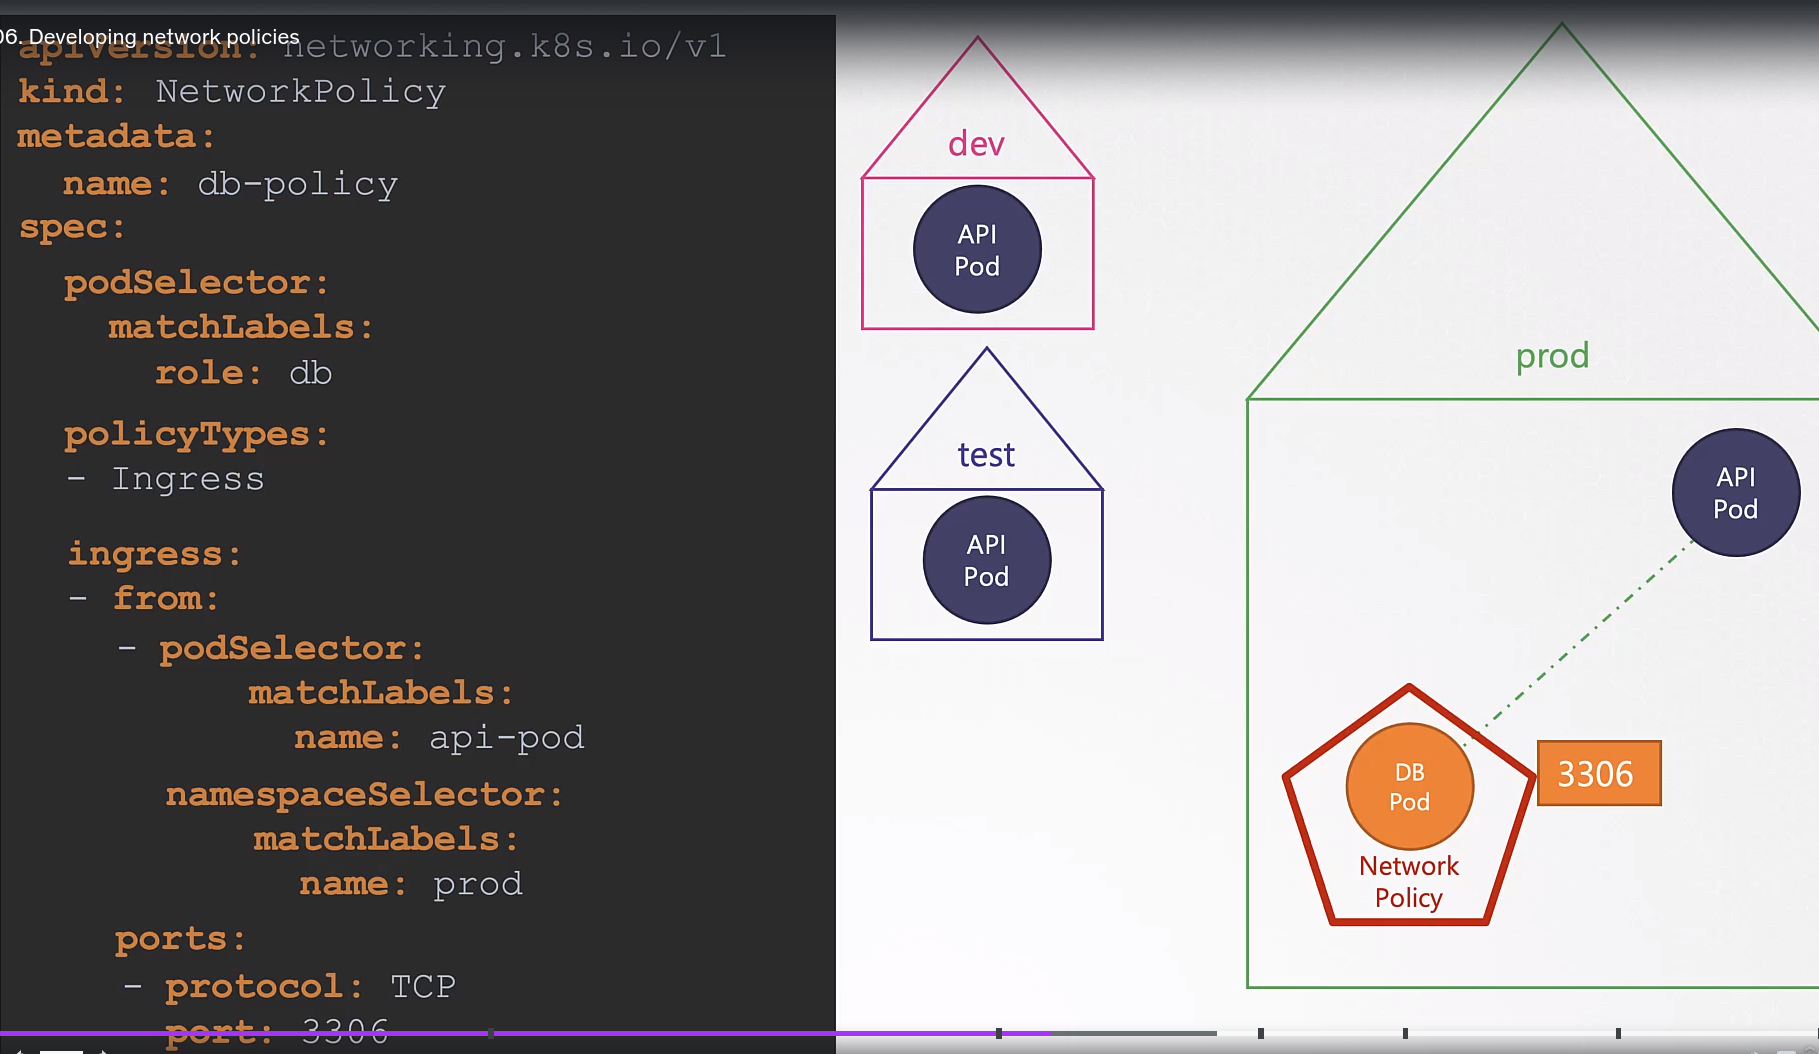 06. Developing network policies
apiVersion: networking.k8s.io/v1
kind: NetworkPolicy
metadata:
  name: db-policy
spec:
  podSelector:
    matchLabels:
      role: db
  policyTypes:
  - Ingress
  ingress:
  - from:
    - podSelector:
        matchLabels:
          name: api-pod
      namespaceSelector:
        matchLabels:
          name: prod
    ports:
    - protocol: TCP
      port: 3306
dev
API
Pod
test
API
Pod
prod
API
Pod
DB
Pod
3306
Network
Policy